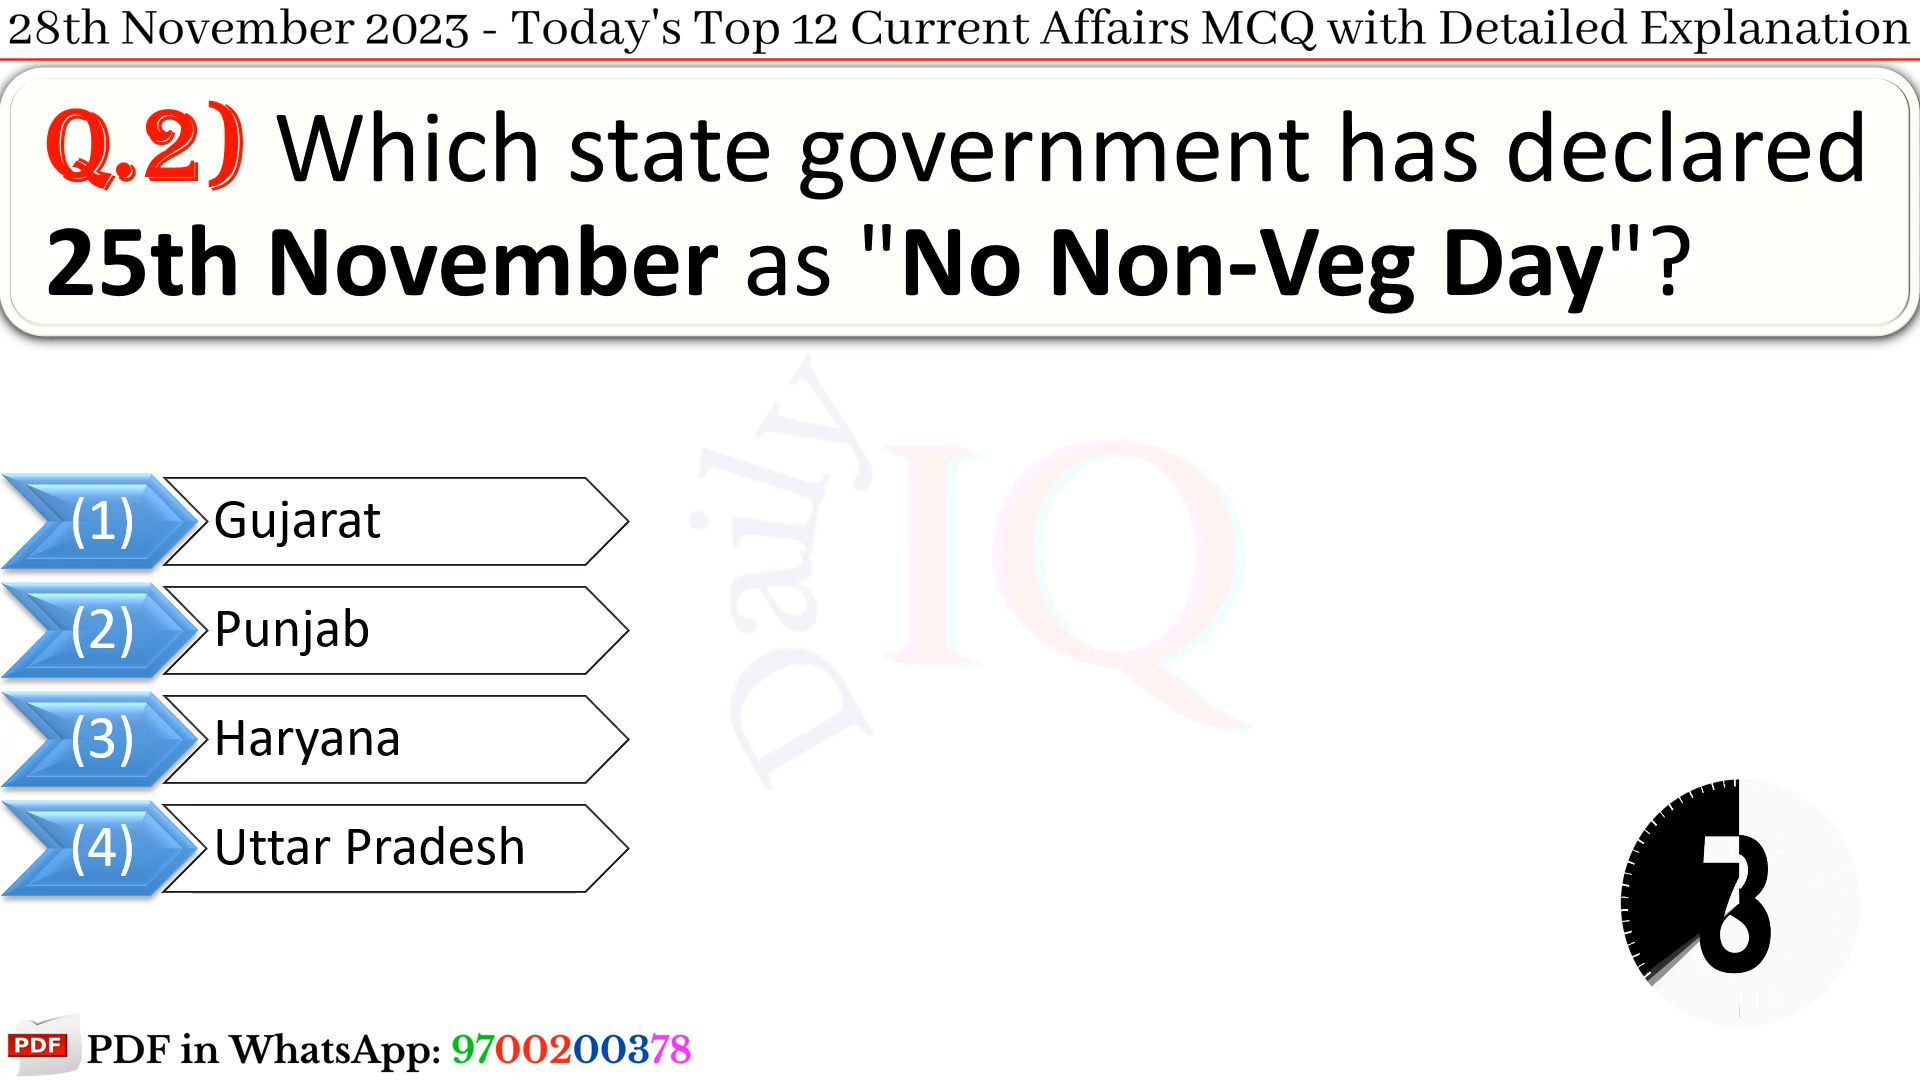 28th November 2023 - Today's Top 12 Current Affairs MCQ with Detailed Explanation
Q.2) Which state government has declared
25th November as "No Non-Veg Day"?
Daily IQ
(1) Gujarat
(2) Punjab
(3) Haryana
(4) Uttar Pradesh
PDF PDF in WhatsApp: 9700200378